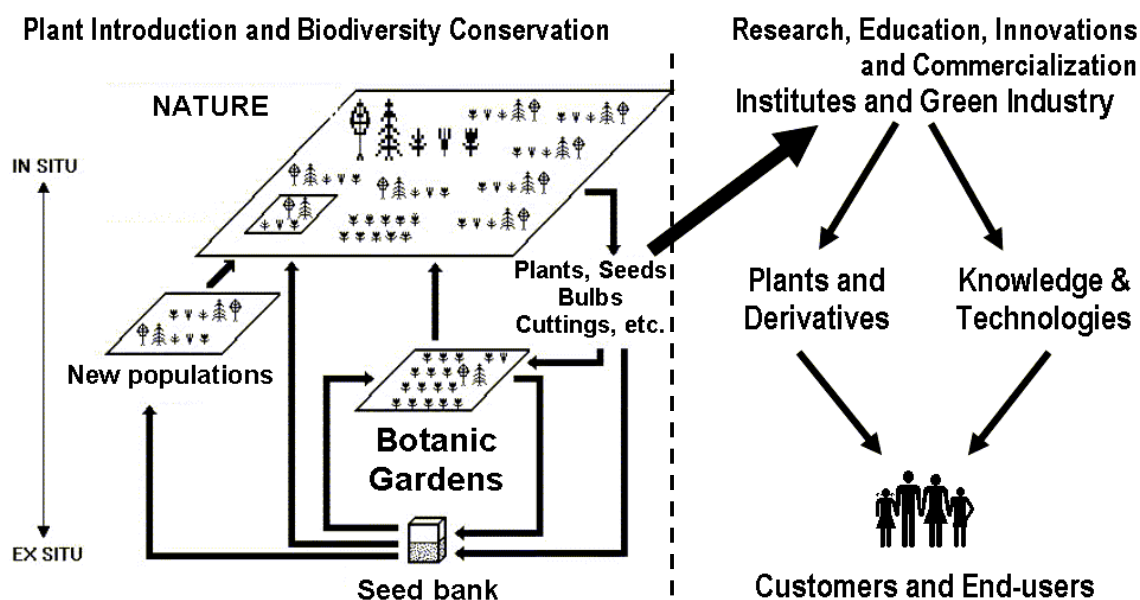 Plant Introduction and Biodiversity Conservation
NATURE
IN SITU
Plants, Seeds
Bulbs
Cuttings, etc.
New populations
Botanic
Gardens
EX SITU
Seed bank
Research, Education, Innovations
and Commercialization
Institutes and Green Industry
Plants and
Derivatives
Knowledge &
Technologies
Customers and End-users